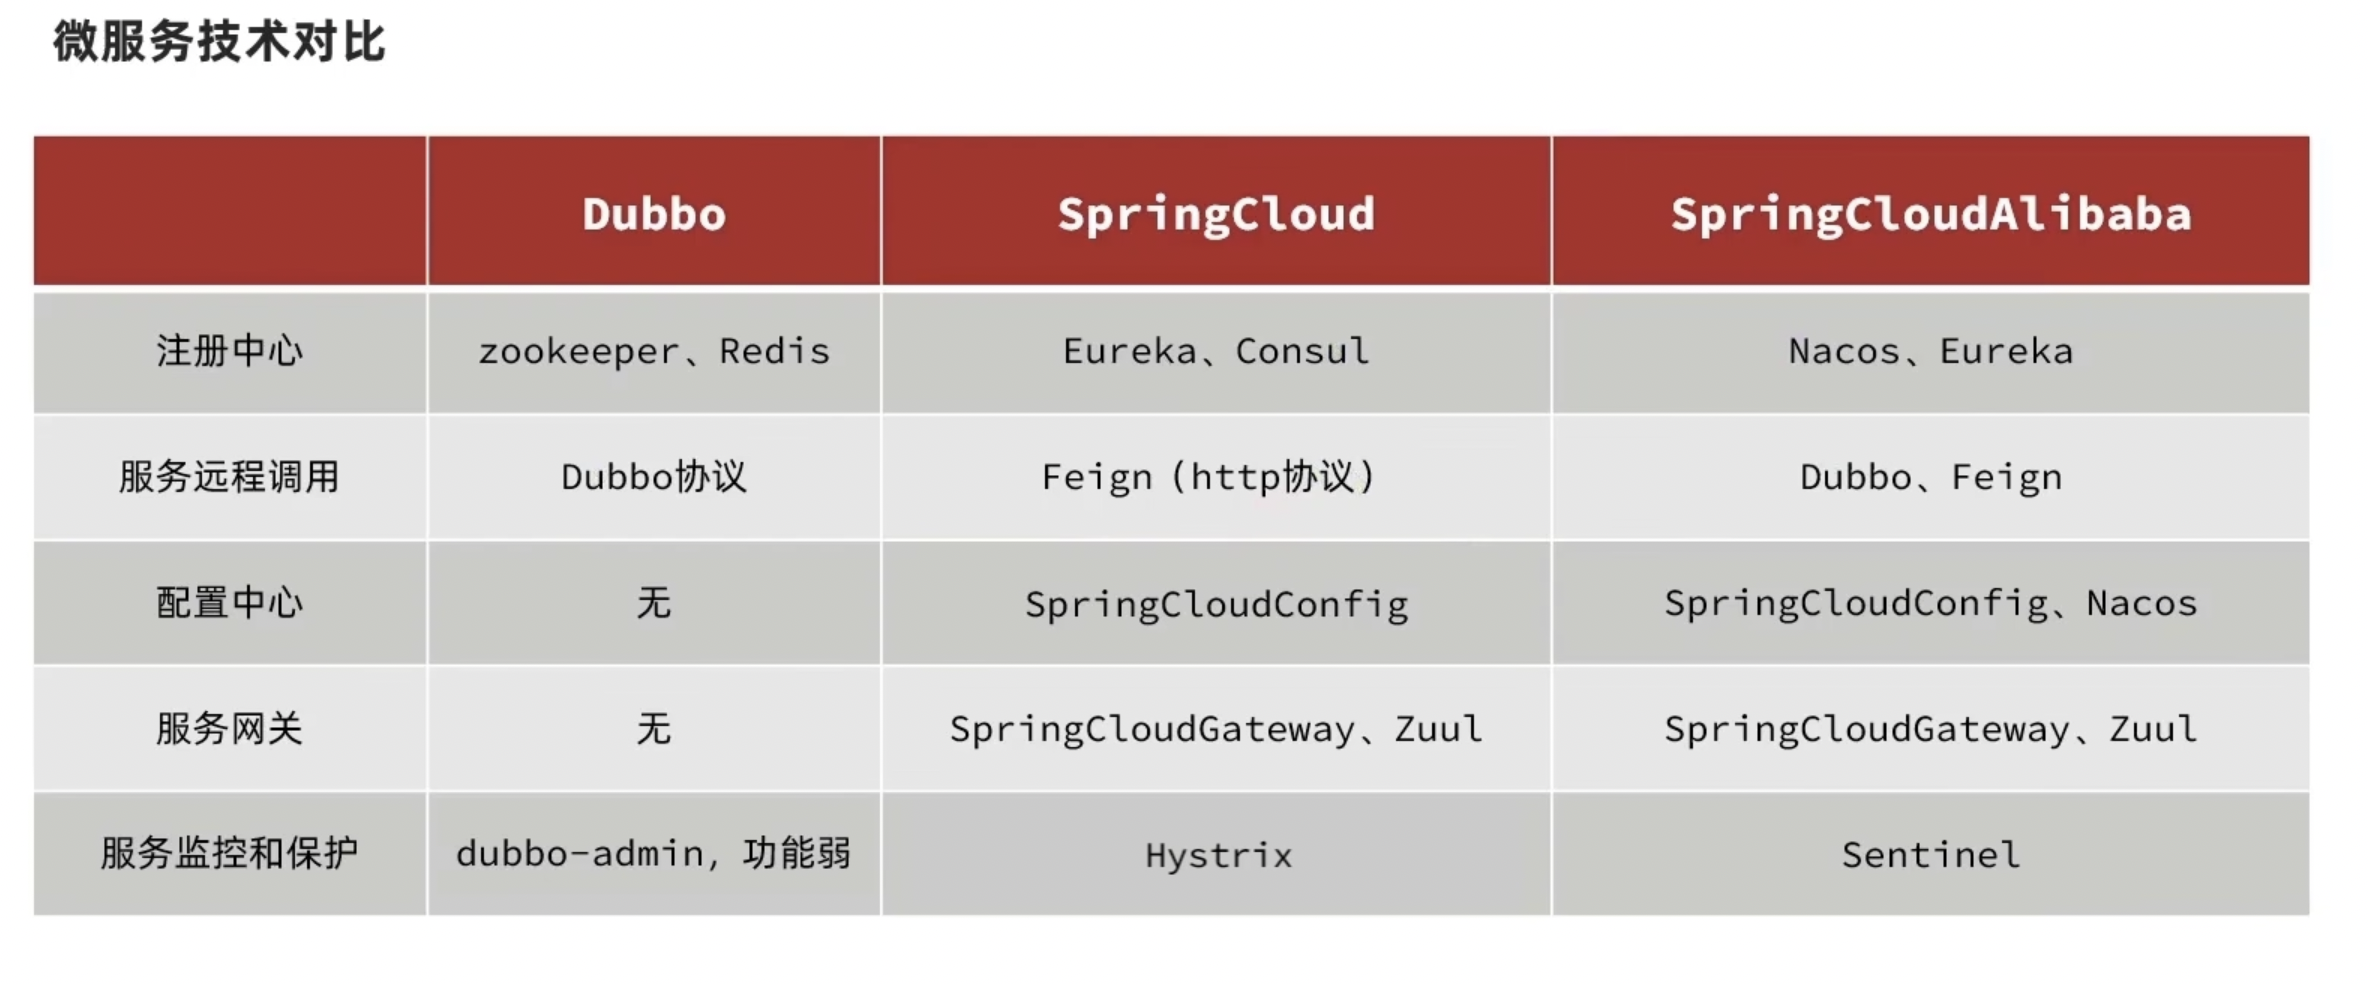 微服务技术对比
Dubbo SpringCloud SpringCloudAlibaba
注册中心 zookeeper、Redis Eureka、Consul Nacos、Eureka
服务远程调用 Dubbo协议 Feign（http协议） Dubbo、Feign
配置中心 无 SpringCloudConfig SpringCloudConfig、Nacos
服务网关 无 SpringCloudGateway、Zuul SpringCloudGateway、Zuul
服务监控和保护 dubbo-admin，功能弱 Hystrix Sentinel